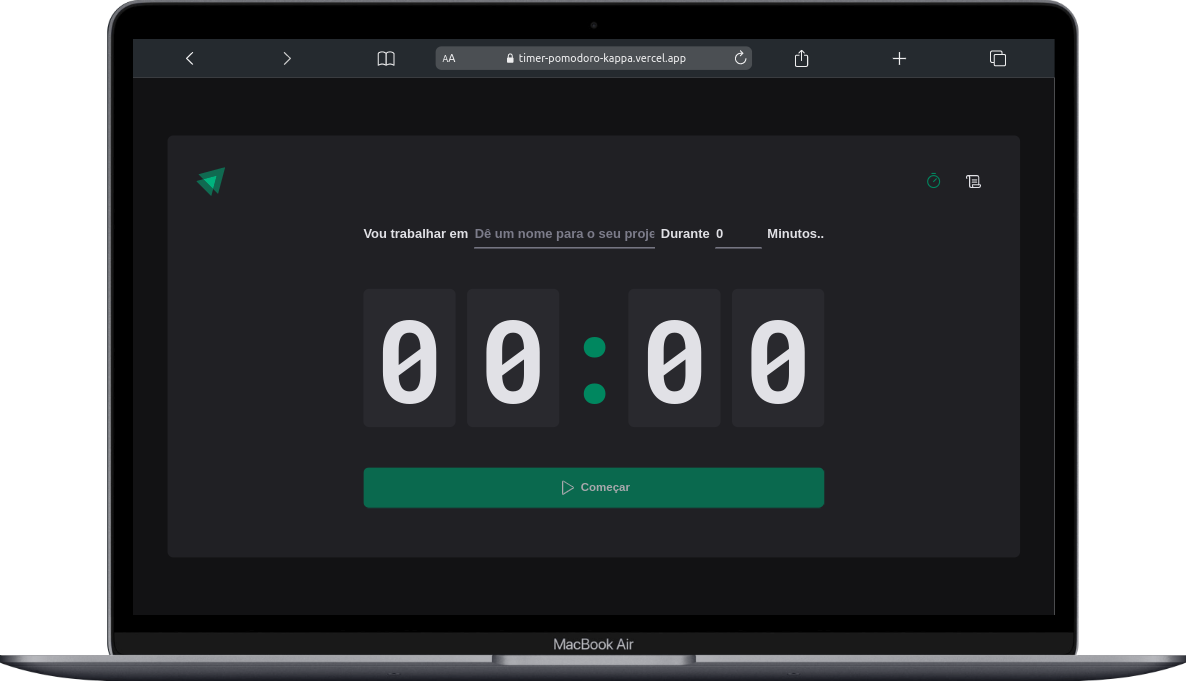 AA timer-pomodoro-kappa.vercel.app
Vou trabalhar em Dê um nome para o seu proje Durante 0 Minutos..
00:00
Começar
MacBook Air